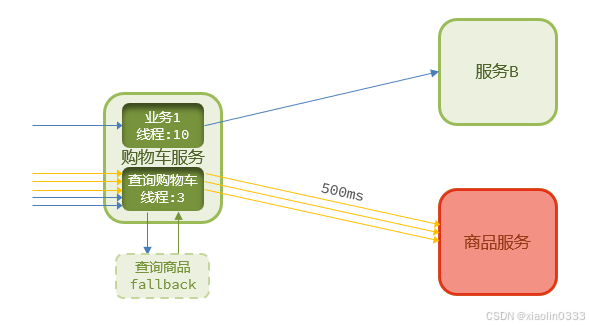 服务B
业务1
线程:10
购物车服务
查询购物车
线程:3
500ms
商品服务
查询商品
fallback
CSDN @xiaolin0333